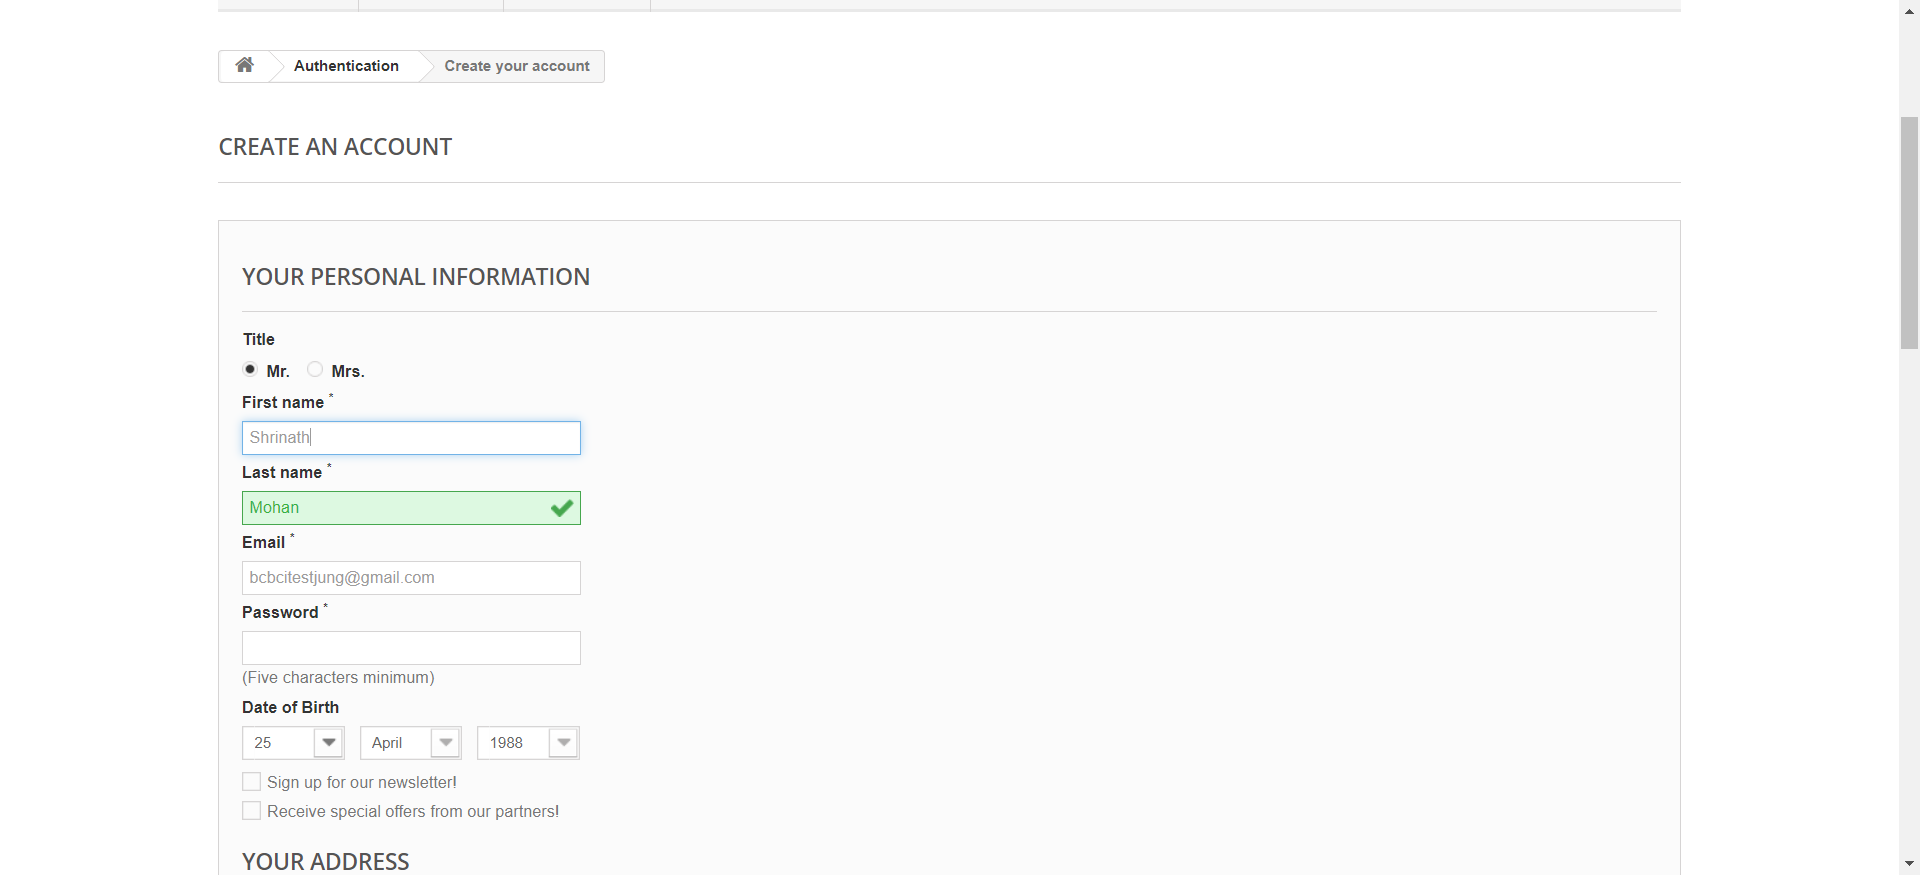 Authentication
Create your account
CREATE AN ACCOUNT
YOUR PERSONAL INFORMATION
Title
Mr.
Mrs.
First name *
Shrinath
Last name *
Mohan
Email *
bcbcitestjung@gmail.com
Password *
(Five characters minimum)
Date of Birth
25
April
1988
Sign up for our newsletter!
Receive special offers from our partners!
YOUR ADDRESS